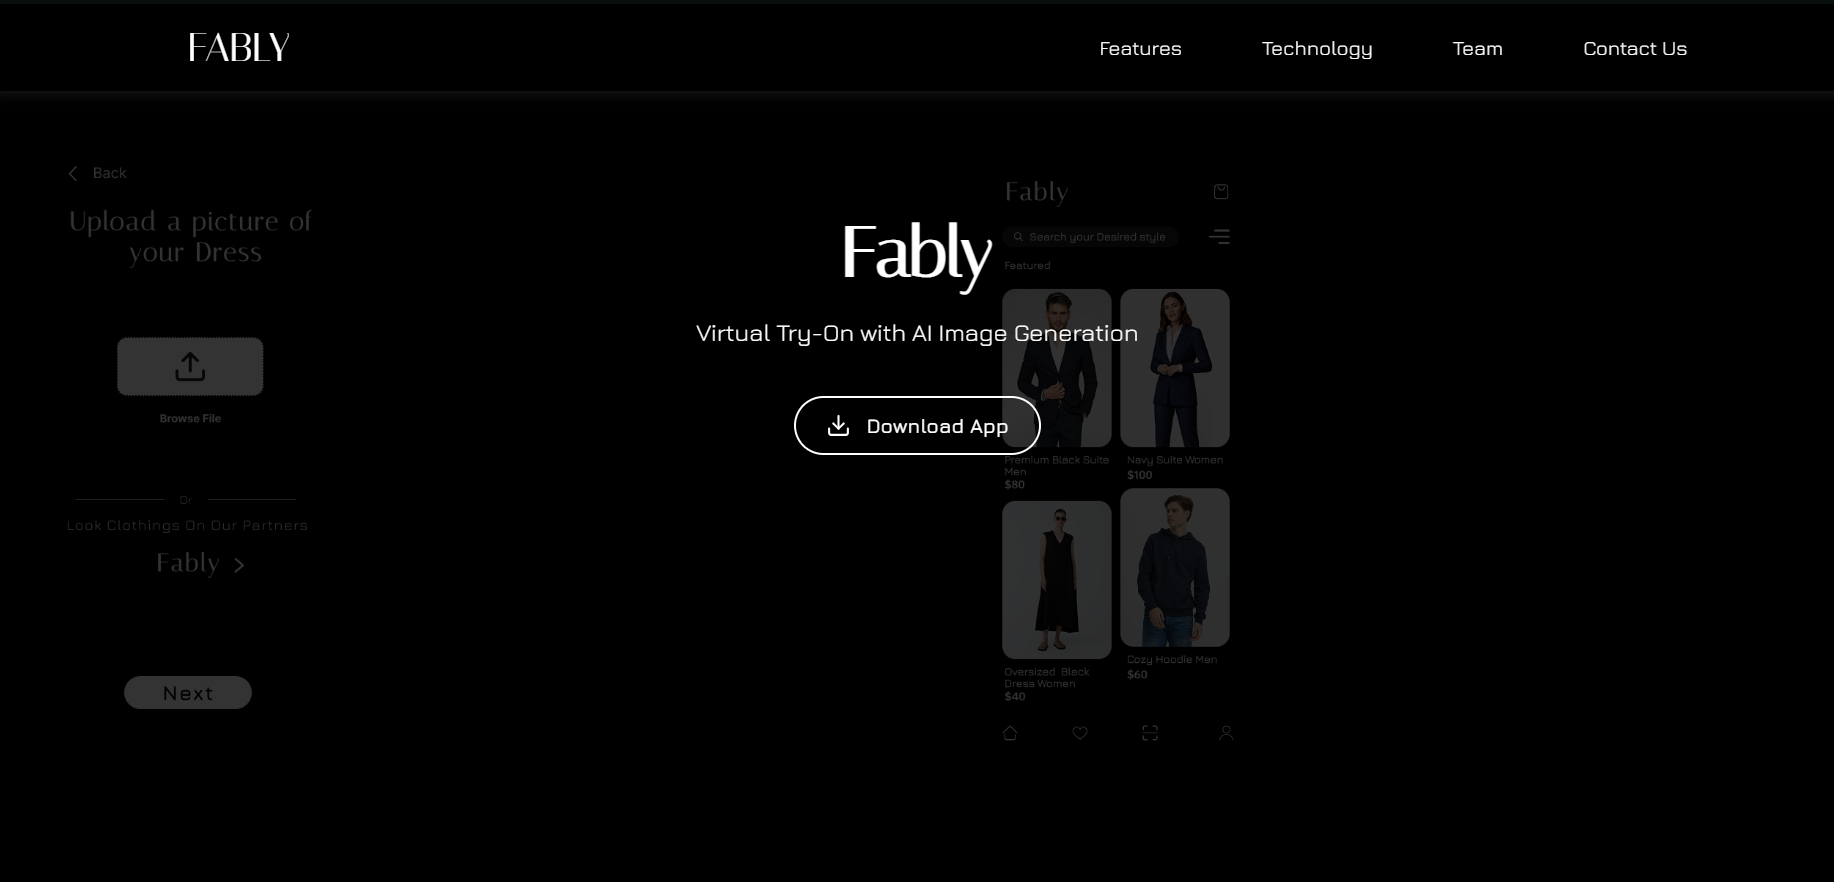 FABLY
Features
Technology
Team
Contact Us
Back
Upload a picture of
your Dress
Browse File
Or
Look Clothings On Our Partners
Fably
Next
Fably
Virtual Try-On with AI Image Generation
Download App
Fably
Search your Desired style
Featured
Premium Black Suite
Men
$80
Navy Suite Women
$100
Oversized Black
Dress Women
$40
Cozy Hoodie Men
$60